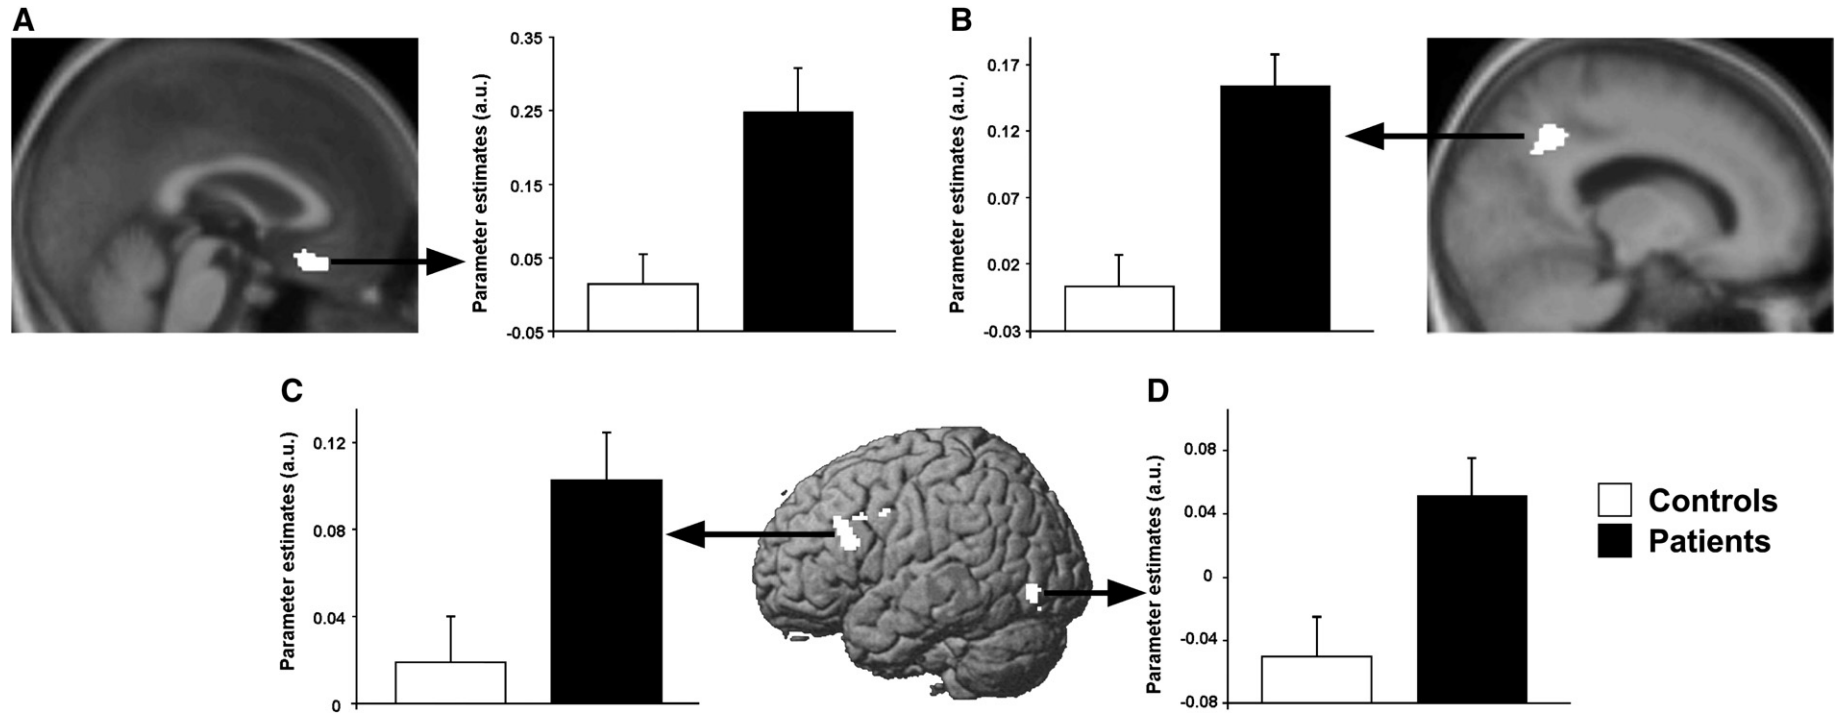 A
Parameter estimates (a.u.)
0.35
0.25
0.15
0.05
-0.05
B
Parameter estimates (a.u.)
0.17
0.12
0.07
0.02
-0.03
C
Parameter estimates (a.u.)
0.12
0.08
0.04
0
D
Parameter estimates (a.u.)
0.08
0.04
0
-0.04
-0.08
Controls
Patients